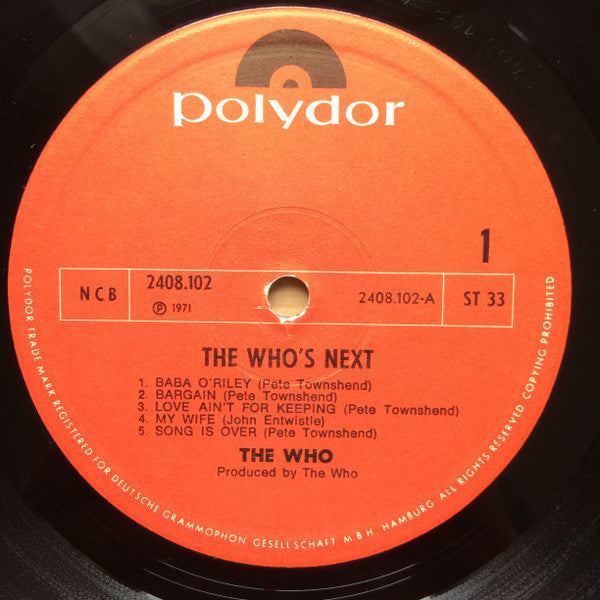 polydor
1
NCB
2408.102
Ⓟ 1971
2408.102-A
ST 33
THE WHO'S NEXT
1. BABA O'RILEY (Pete Townshend)
2. BARGAIN (Pete Townshend)
3. LOVE AIN'T FOR KEEPING (Pete Townshend)
4. MY WIFE (John Entwistle)
5. SONG IS OVER (Pete Townshend)
THE WHO
Produced by The Who
POLYDOR TRADE MARK REGISTERED FOR DEUTSCHE GRAMMOPHON GESELLSCHAFT M B H. HAMBURG ALL RIGHTS RESERVED COPYING PROHIBITED